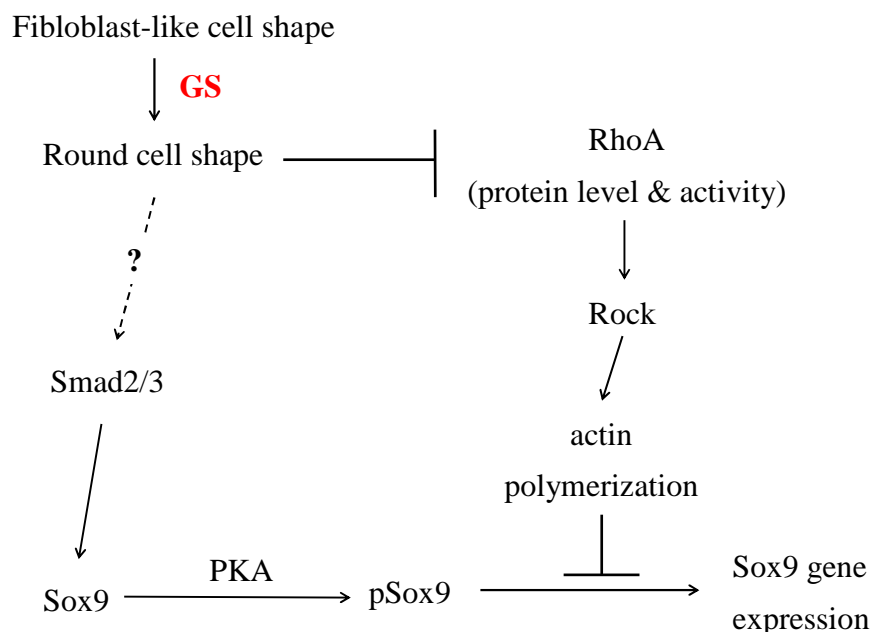 Fibloblast-like cell shape
GS
Round cell shape
RhoA
(protein level & activity)
?
Rock
Smad2/3
actin
polymerization
PKA
Sox9
pSox9
Sox9 gene
expression